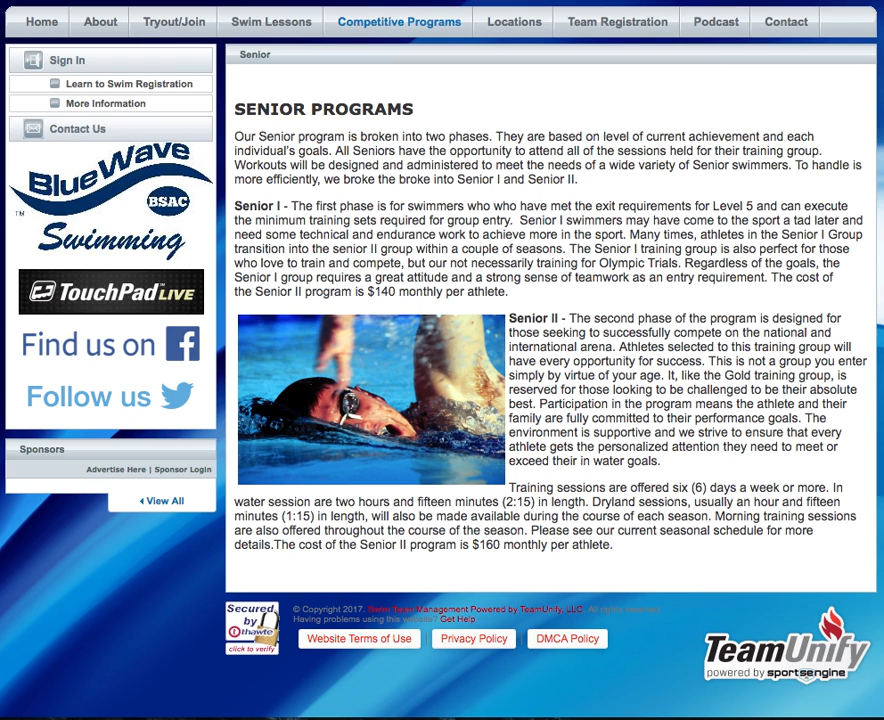 Home About Tryout/Join Swim Lessons Competitive Programs Locations Team Registration Podcast Contact
Sign In
Learn to Swim Registration
More Information
Contact Us
Blue Wave
BSAC
TM
Swimming
TouchPad LIVE
Find us on f
Follow us
Sponsors
Advertise Here | Sponsor Login
View All
Senior
SENIOR PROGRAMS
Our Senior program is broken into two phases. They are based on level of current achievement and each
individual's goals. All Seniors have the opportunity to attend all of the sessions held for their training group.
Workouts will be designed and administered to meet the needs of a wide variety of Senior swimmers. To handle is
more efficiently, we broke the broke into Senior I and Senior II.
Senior I - The first phase is for swimmers who who have met the exit requirements for Level 5 and can execute
the minimum training sets required for group entry. Senior I swimmers may have come to the sport a tad later and
need some technical and endurance work to achieve more in the sport. Many times, athletes in the Senior I Group
transition into the senior II group within a couple of seasons. The Senior I training group is also perfect for those
who love to train and compete, but our not necessarily training for Olympic Trials. Regardless of the goals, the
Senior I group requires a great attitude and a strong sense of teamwork as an entry requirement. The cost of
the Senior II program is $140 monthly per athlete.
Senior II - The second phase of the program is designed for
those seeking to successfully compete on the national and
international arena. Athletes selected to this training group will
have every opportunity for success. This is not a group you enter
simply by virtue of your age. It, like the Gold training group, is
reserved for those looking to be challenged to be their absolute
best. Participation in the program means the athlete and their
family are fully committed to their performance goals. The
environment is supportive and we strive to ensure that every
athlete gets the personalized attention they need to meet or
exceed their in water goals.
Training sessions are offered six (6) days a week or more. In
water session are two hours and fifteen minutes (2:15) in length. Dryland sessions, usually an hour and fifteen
minutes (1:15) in length, will also be made available during the course of each season. Morning training sessions
are also offered throughout the course of the season. Please see our current seasonal schedule for more
details.The cost of the Senior II program is $160 monthly per athlete.
Secured
by
thawte
click to verify
© Copyright 2017. Swim Team Management Powered by TeamUnify, LLC. All rights reserved.
Having problems using this website? Get Help
Website Terms of Use | Privacy Policy | DMCA Policy
TeamUnify
powered by sportsengine